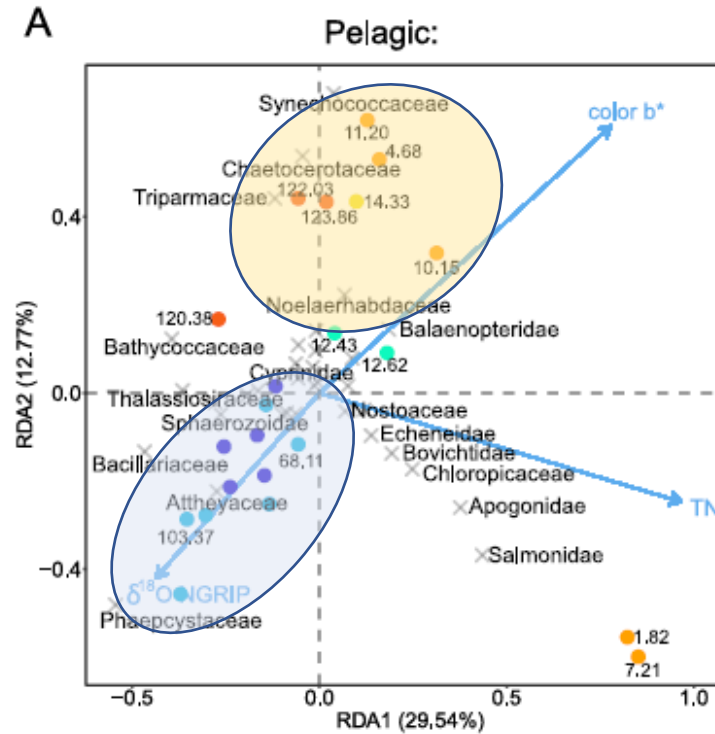 A
Pelagic:
Synechococcaceae
color b*
11.20
4.68
Chaetocerotaceae
122.03
Triparmaceae
14.33
123.86
0.4
10.15
Noelaerhabdaceae
120.38
Balaenopteridae
12.43
Bathycoccaceae
12.62
Cyprinidae
0.0
Thalassiosiraceae
Nostoaceae
Sphaerozoidae
Echeneidae
68.11
Bovichtidae
Bacillariaceae
Chloropicaceae
Attheyaceae
Apogonidae
TN
103.37
−0.4
Salmonidae
δ18O NGRIP
Phaepcystaceae
1.82
7.21
−0.5
0.0
0.5
1.0
RDA1 (29.54%)
RDA2 (12.77%)